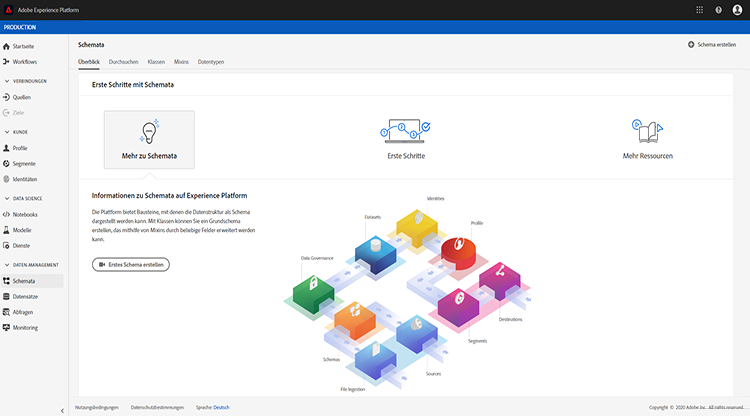 Adobe Experience Platform
PRODUCTION
Startseite
Workflows
VERBINDUNGEN
Quellen
Ziele
KUNDE
Profile
Segmente
Identitäten
DATA SCIENCE
Notebooks
Modelle
Dienste
DATEN-MANAGEMENT
Schemata
Datensätze
Abfragen
Monitoring
Schemata
Schema erstellen
Überblick Durchsuchen Klassen Mixins Datentypen
Erste Schritte mit Schemata
Mehr zu Schemata
Erste Schritte
Mehr Ressourcen
Informationen zu Schemata auf Experience Platform
Die Plattform bietet Bausteine, mit denen die Datenstruktur als Schema
dargestellt werden kann. Mit Klassen können Sie ein Grundschema
erstellen, das mithilfe von Mixins durch beliebige Felder erweitert werden
kann.
Erstes Schema erstellen
Identities
Datasets
Profile
Data Governance
Destinations
Segments
Schemas
Sources
File Ingestion
Nutzungsbedingungen Datenschutzbestimmungen Sprache: Deutsch
Copyright © 2020 Adobe Inc. All rights reserved.